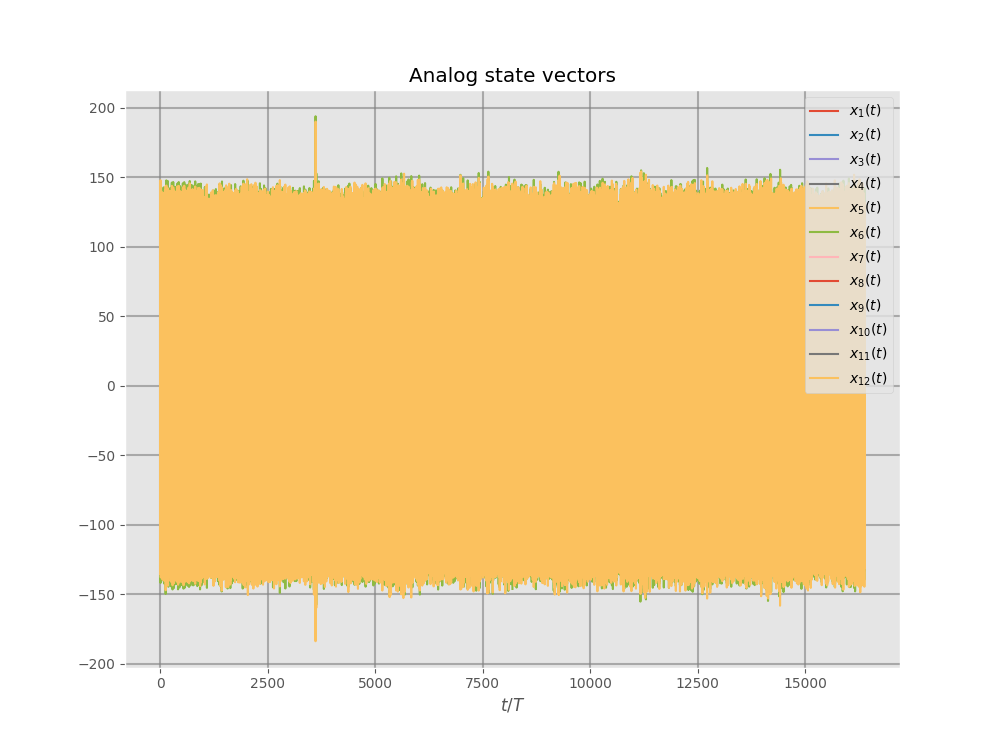 Analog state vectors
200
150
100
50
0
−50
−100
−150
−200
x₁(t)
x₂(t)
x₃(t)
x₄(t)
x₅(t)
x₆(t)
x₇(t)
x₈(t)
x₉(t)
x₁₀(t)
x₁₁(t)
x₁₂(t)
0 2500 5000 7500 10000 12500 15000
t/T